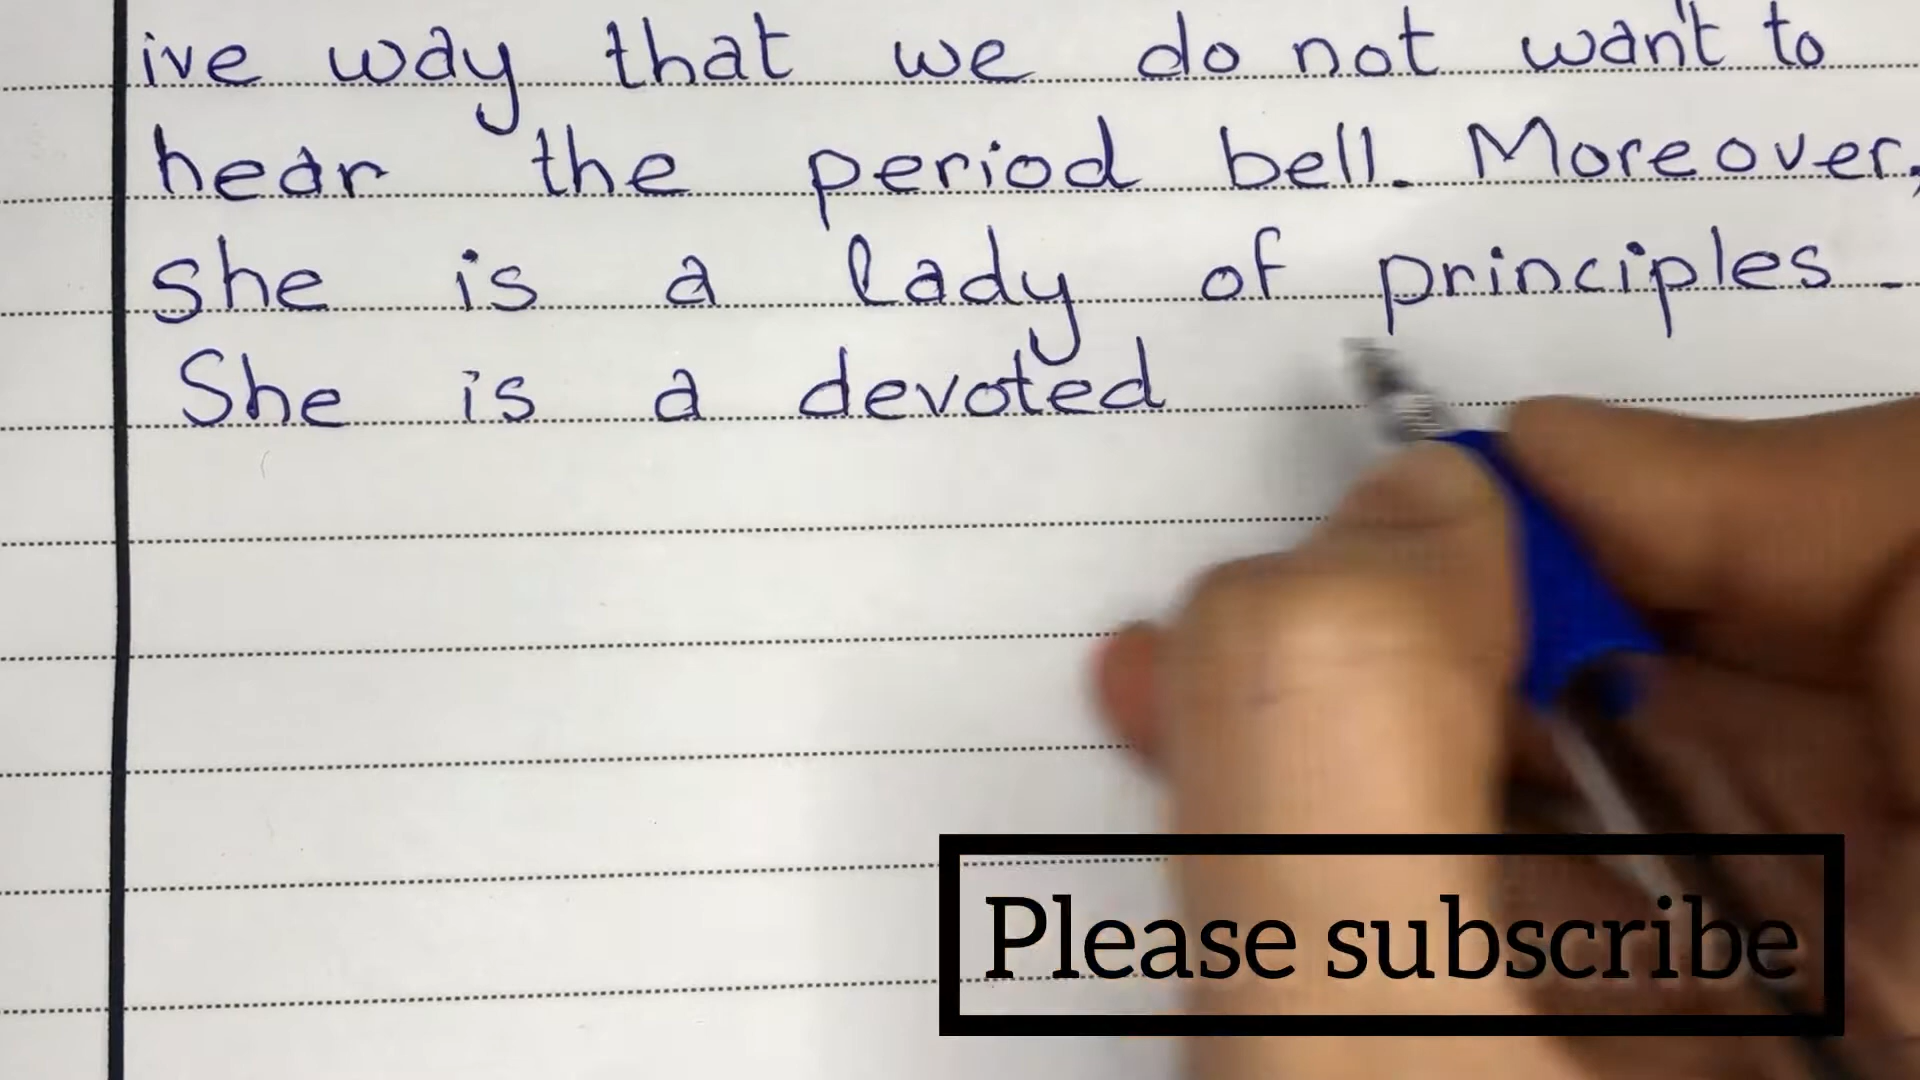 ive way that we do not wan't to
hear the period bell. Moreover,
she is a lady of principles.
She is a devoted
Please subscribe